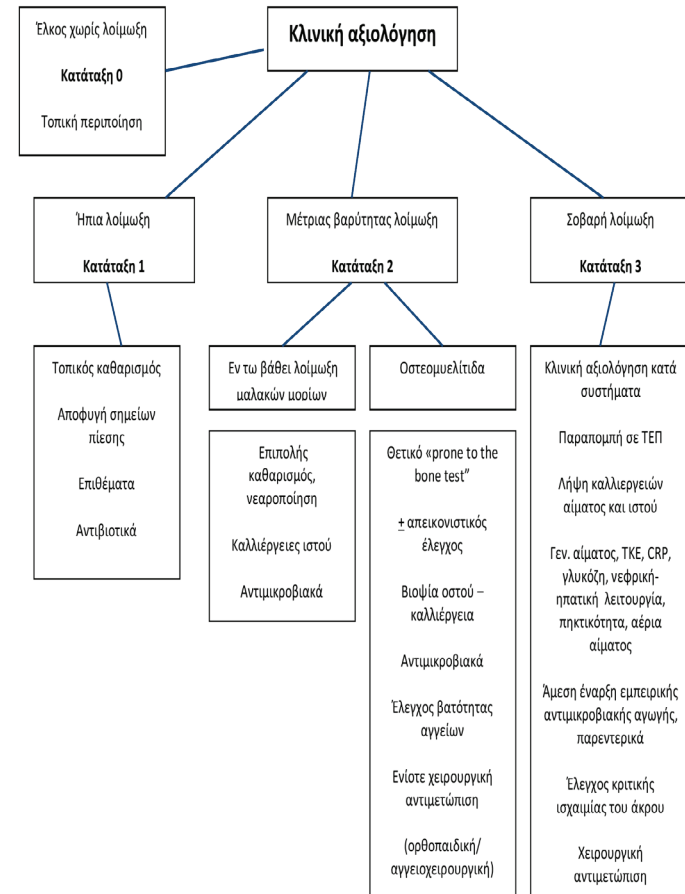 Έλκος χωρίς λοίμωξη
Κατάταξη 0
Τοπική περιποίηση
Κλινική αξιολόγηση
Ήπια λοίμωξη
Κατάταξη 1
Μέτριας βαρύτητας λοίμωξη
Κατάταξη 2
Σοβαρή λοίμωξη
Κατάταξη 3
Τοπικός καθαρισμός
Αποφυγή σημείων
πίεσης
Επιθέματα
Αντιβιοτικά
Εν τω βάθει λοίμωξη
μαλακών μορίων
Επιπολής
καθαρισμός,
νεαροποίηση
Καλλιέργειες ιστού
Αντιμικροβιακά
Οστεομυελίτιδα
Θετικό «prone to the
bone test”
+ απεικονιστικός
έλεγχος
Βιοψία οστού –
καλλιέργεια
Αντιμικροβιακά
Έλεγχος βατότητας
αγγείων
Ενίοτε χειρουργική
αντιμετώπιση
(ορθοπαιδική/
αγγειοχειρουργική)
Κλινική αξιολόγηση κατά
συστήματα
Παραπομπή σε ΤΕΠ
Λήψη καλλιεργειών
αίματος και ιστού
Γεν. αίματος, ΤΚΕ, CRP,
γλυκόζη, νεφρική-
ηπατική λειτουργία,
πηκτικότητα, αέρια
αίματος
Άμεση έναρξη εμπειρικής
αντιμικροβιακής αγωγής,
παρεντερικά
Έλεγχος κριτικής
ισχαιμίας του άκρου
Χειρουργική
αντιμετώπιση